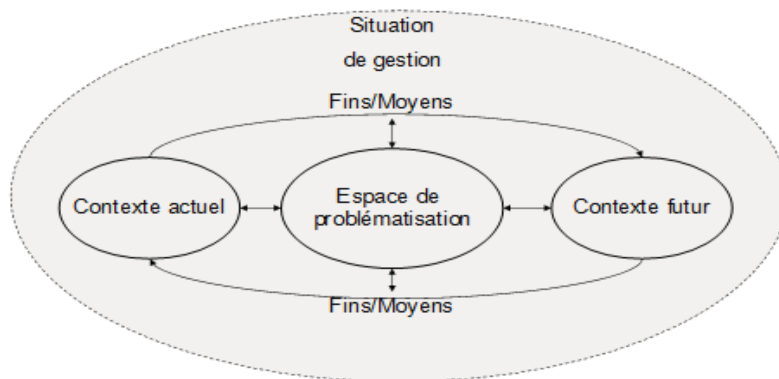 Situation
de gestion
Fins/Moyens
Contexte actuel
Espace de
problématisation
Contexte futur
Fins/Moyens